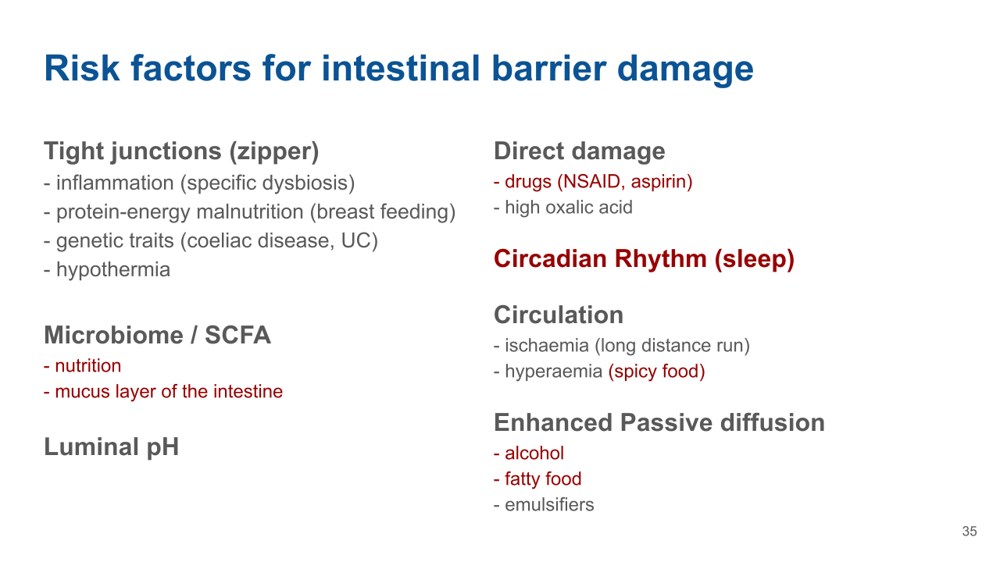 Risk factors for intestinal barrier damage
Tight junctions (zipper)
- inflammation (specific dysbiosis)
- protein-energy malnutrition (breast feeding)
- genetic traits (coeliac disease, UC)
- hypothermia
Microbiome / SCFA
- nutrition
- mucus layer of the intestine
Luminal pH
Direct damage
- drugs (NSAID, aspirin)
- high oxalic acid
Circadian Rhythm (sleep)
Circulation
- ischaemia (long distance run)
- hyperaemia (spicy food)
Enhanced Passive diffusion
- alcohol
- fatty food
- emulsifiers
35